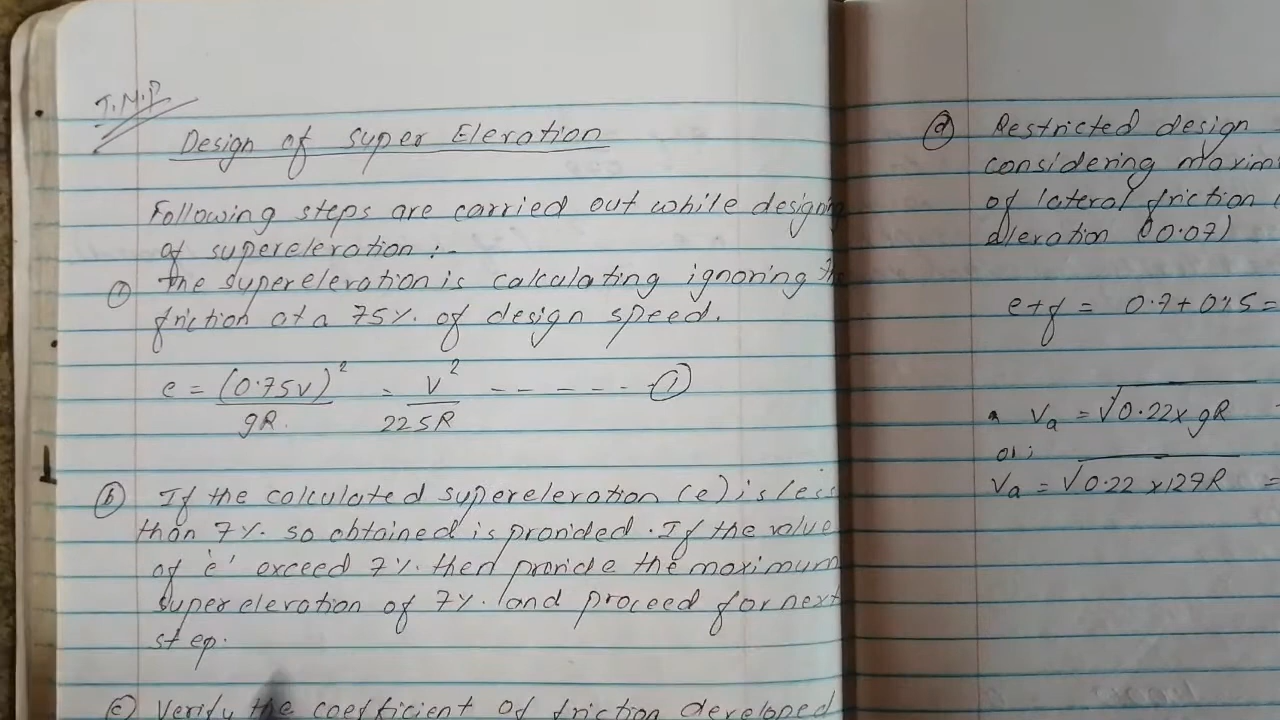 I.M.P.
Design of Super Elevation
Following steps are carried out while designing
of superelevation :-
ⓐ the superelevation is calculating ignoring the
friction at a 75%. of design speed.
e = (0.75v)² / gR = v² / 225R ------ ①
ⓑ If the calculated superelevation (e) is less
than 7%. so obtained is provided. If the value
of 'e' exceed 7%. then provide the maximum
superelevation of 7%. and proceed for next
step.
ⓒ Verify the coefficient of friction developed
ⓓ Restricted design
considering maxim
of lateral friction
elevation (0.07)
e+f = 0.7+0.15 =
Va = √0.22x gR =
or;
Va = √0.22 x127R =